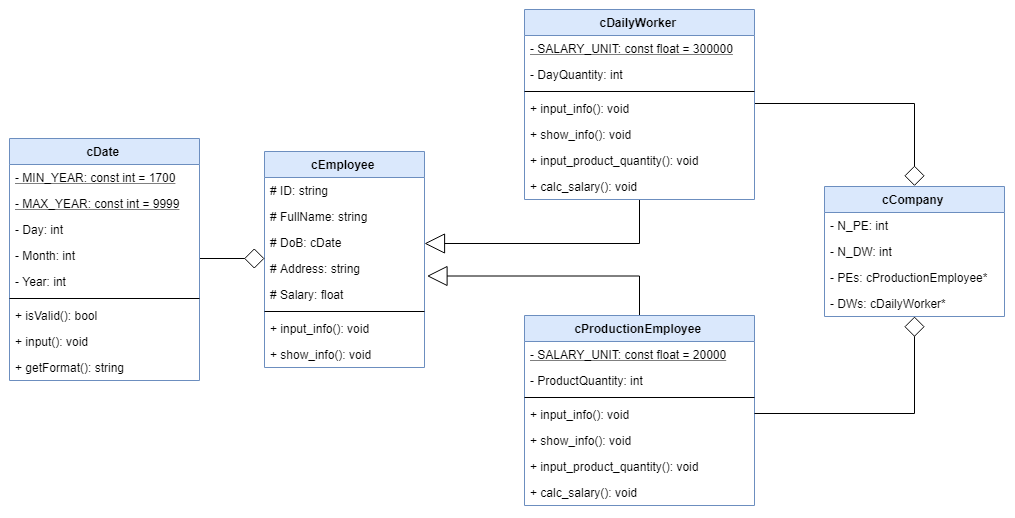 cDailyWorker
- SALARY_UNIT: const float = 300000
- DayQuantity: int
+ input_info(): void
+ show_info(): void
+ input_product_quantity(): void
+ calc_salary(): void
cDate
- MIN_YEAR: const int = 1700
- MAX_YEAR: const int = 9999
- Day: int
- Month: int
- Year: int
+ isValid(): bool
+ input(): void
+ getFormat(): string
cEmployee
# ID: string
# FullName: string
# DoB: cDate
# Address: string
# Salary: float
+ input_info(): void
+ show_info(): void
cCompany
- N_PE: int
- N_DW: int
- PEs: cProductionEmployee*
- DWs: cDailyWorker*
cProductionEmployee
- SALARY_UNIT: const float = 20000
- ProductQuantity: int
+ input_info(): void
+ show_info(): void
+ input_product_quantity(): void
+ calc_salary(): void